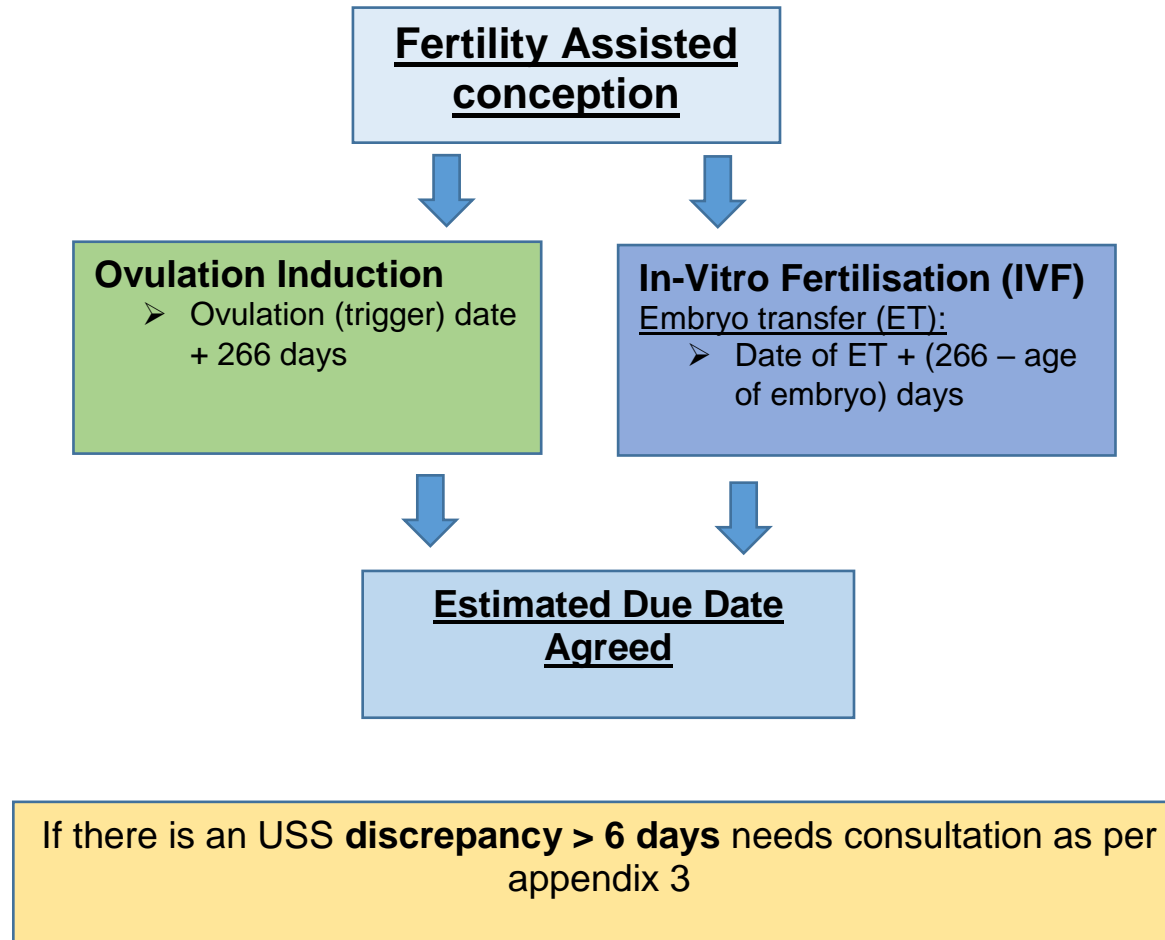 Fertility Assisted
conception
Ovulation Induction
➢ Ovulation (trigger) date
+ 266 days
In-Vitro Fertilisation (IVF)
Embryo transfer (ET):
➢ Date of ET + (266 – age
of embryo) days
Estimated Due Date
Agreed
If there is an USS discrepancy > 6 days needs consultation as per
appendix 3